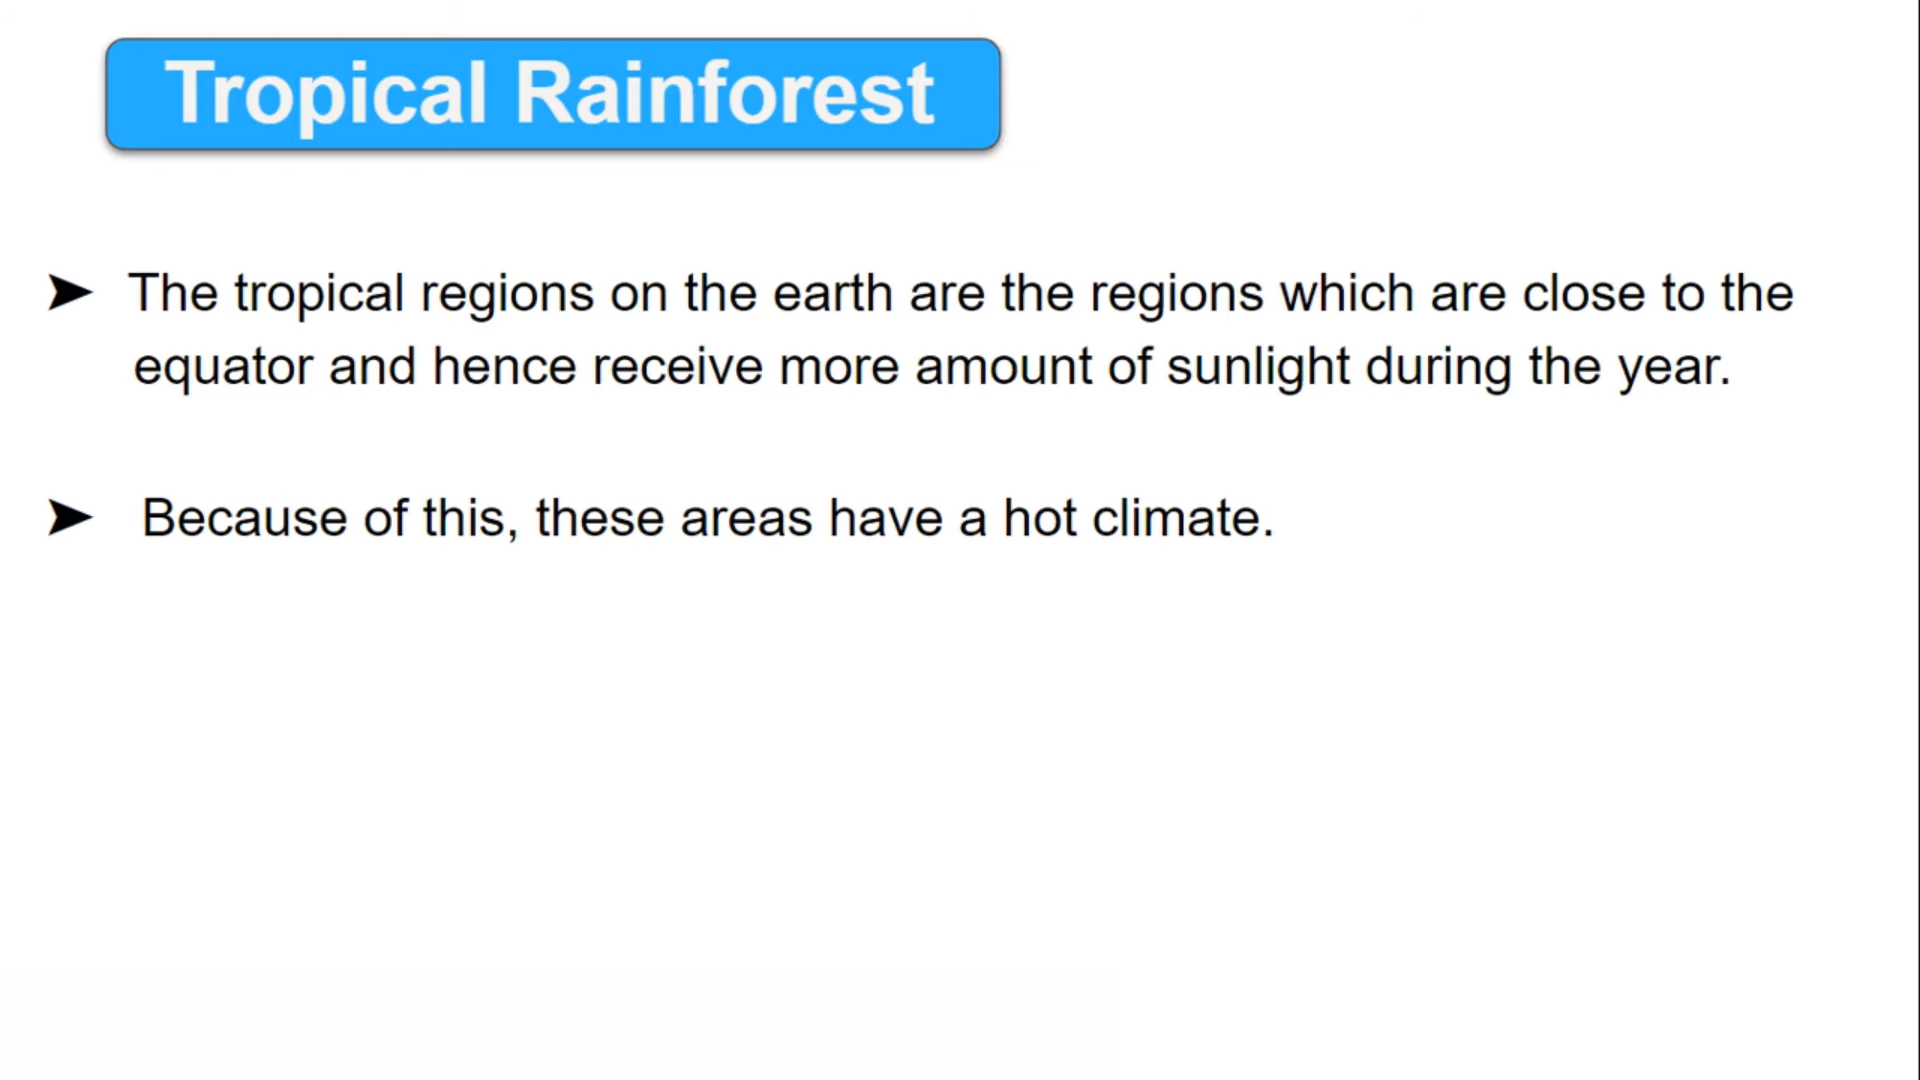 Tropical Rainforest
➤ The tropical regions on the earth are the regions which are close to the
equator and hence receive more amount of sunlight during the year.
➤ Because of this, these areas have a hot climate.